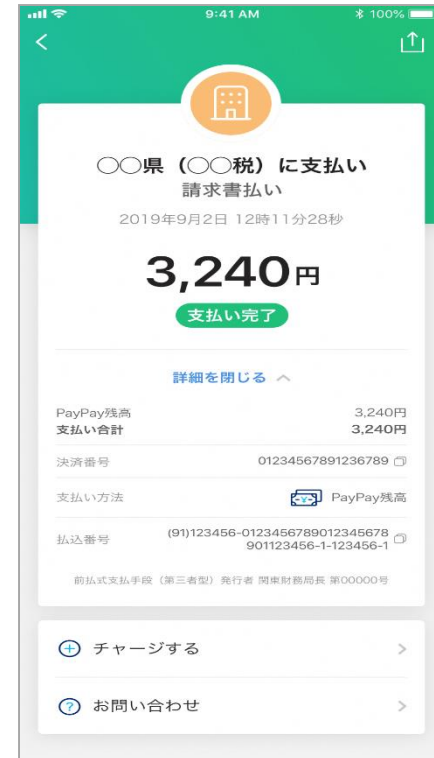 9:41 AM
100%
○○県（○○税）に支払い
請求書払い
2019年9月2日 12時11分28秒
3,240円
支払い完了
詳細を閉じる
PayPay残高 3,240円
支払い合計 3,240円
決済番号 01234567891236789
支払い方法 PayPay残高
払込番号 (91)123456-0123456789012345678
901123456-1-123456-1
前払式支払手段（第三者型）発行者 関東財務局長 第00000号
チャージする
お問い合わせ